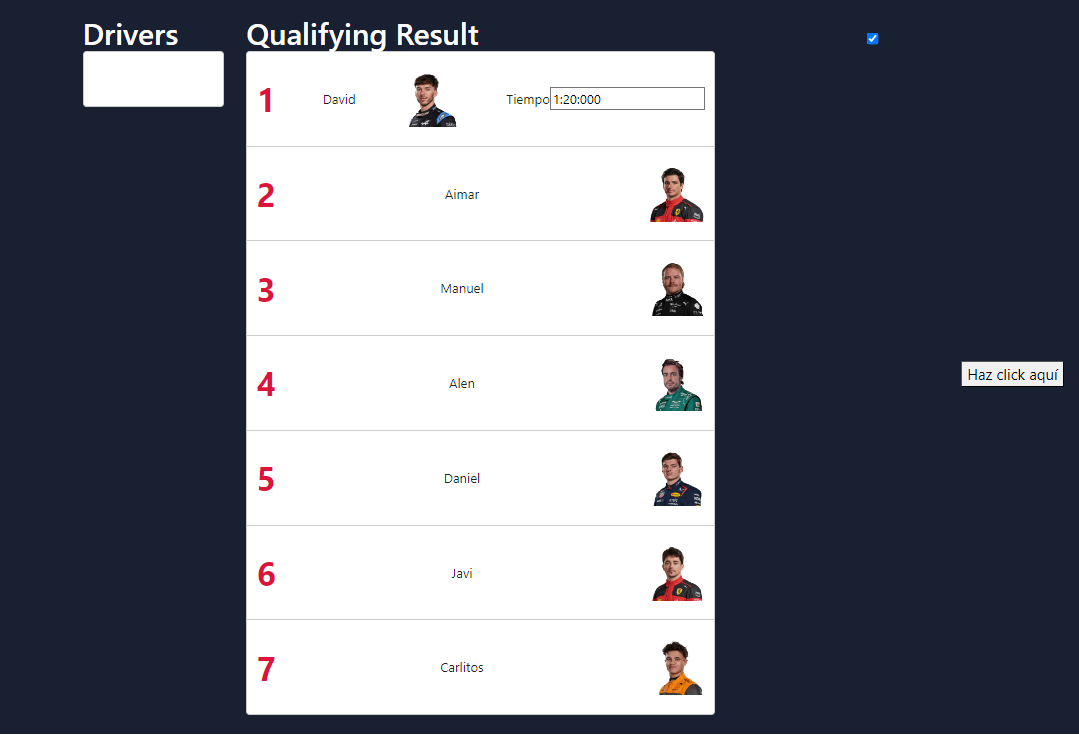 Drivers
Qualifying Result
1 David Tiempo 1:20:000
2 Aimar
3 Manuel
4 Alen
Haz click aquí
5 Daniel
6 Javi
7 Carlitos